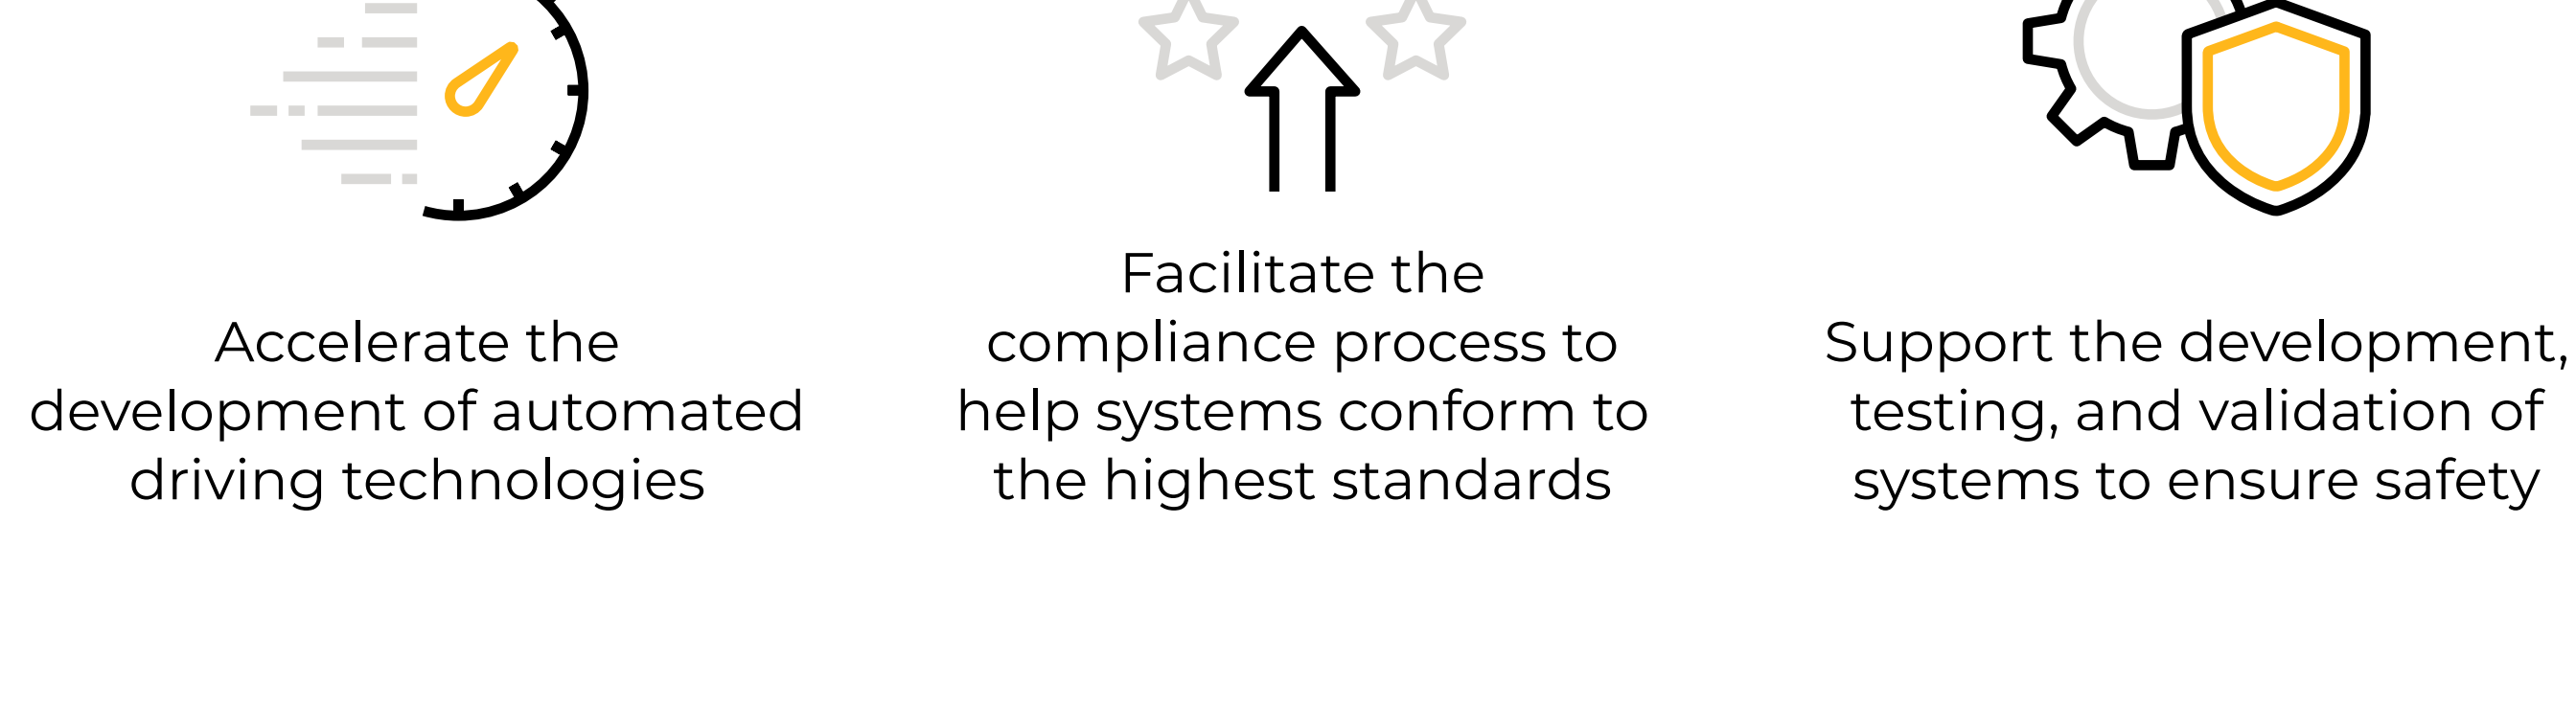 Accelerate the
development of automated
driving technologies
Facilitate the
compliance process to
help systems conform to
the highest standards
Support the development,
testing, and validation of
systems to ensure safety